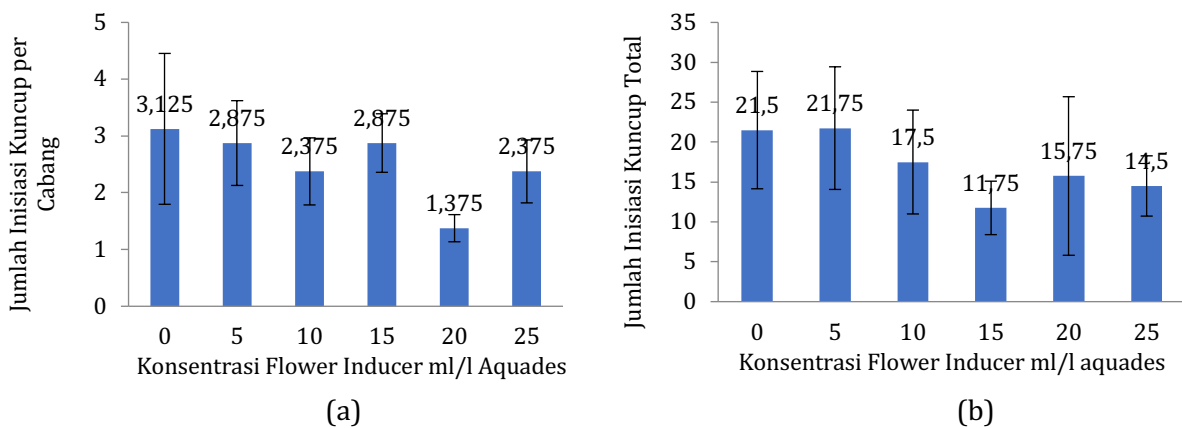 Jumlah Inisiasi Kuncup per
Cabang
5
4
3
2
1
0
3,125
2,875
2,375
2,875
1,375
2,375
0 5 10 15 20 25
Konsentrasi Flower Inducer ml/l Aquades
(a)
Jumlah Inisiasi Kuncup Total
35
30
25
20
15
10
5
0
21,5
21,75
17,5
11,75
15,75
14,5
0 5 10 15 20 25
Konsentrasi Flower Inducer ml/l aquades
(b)